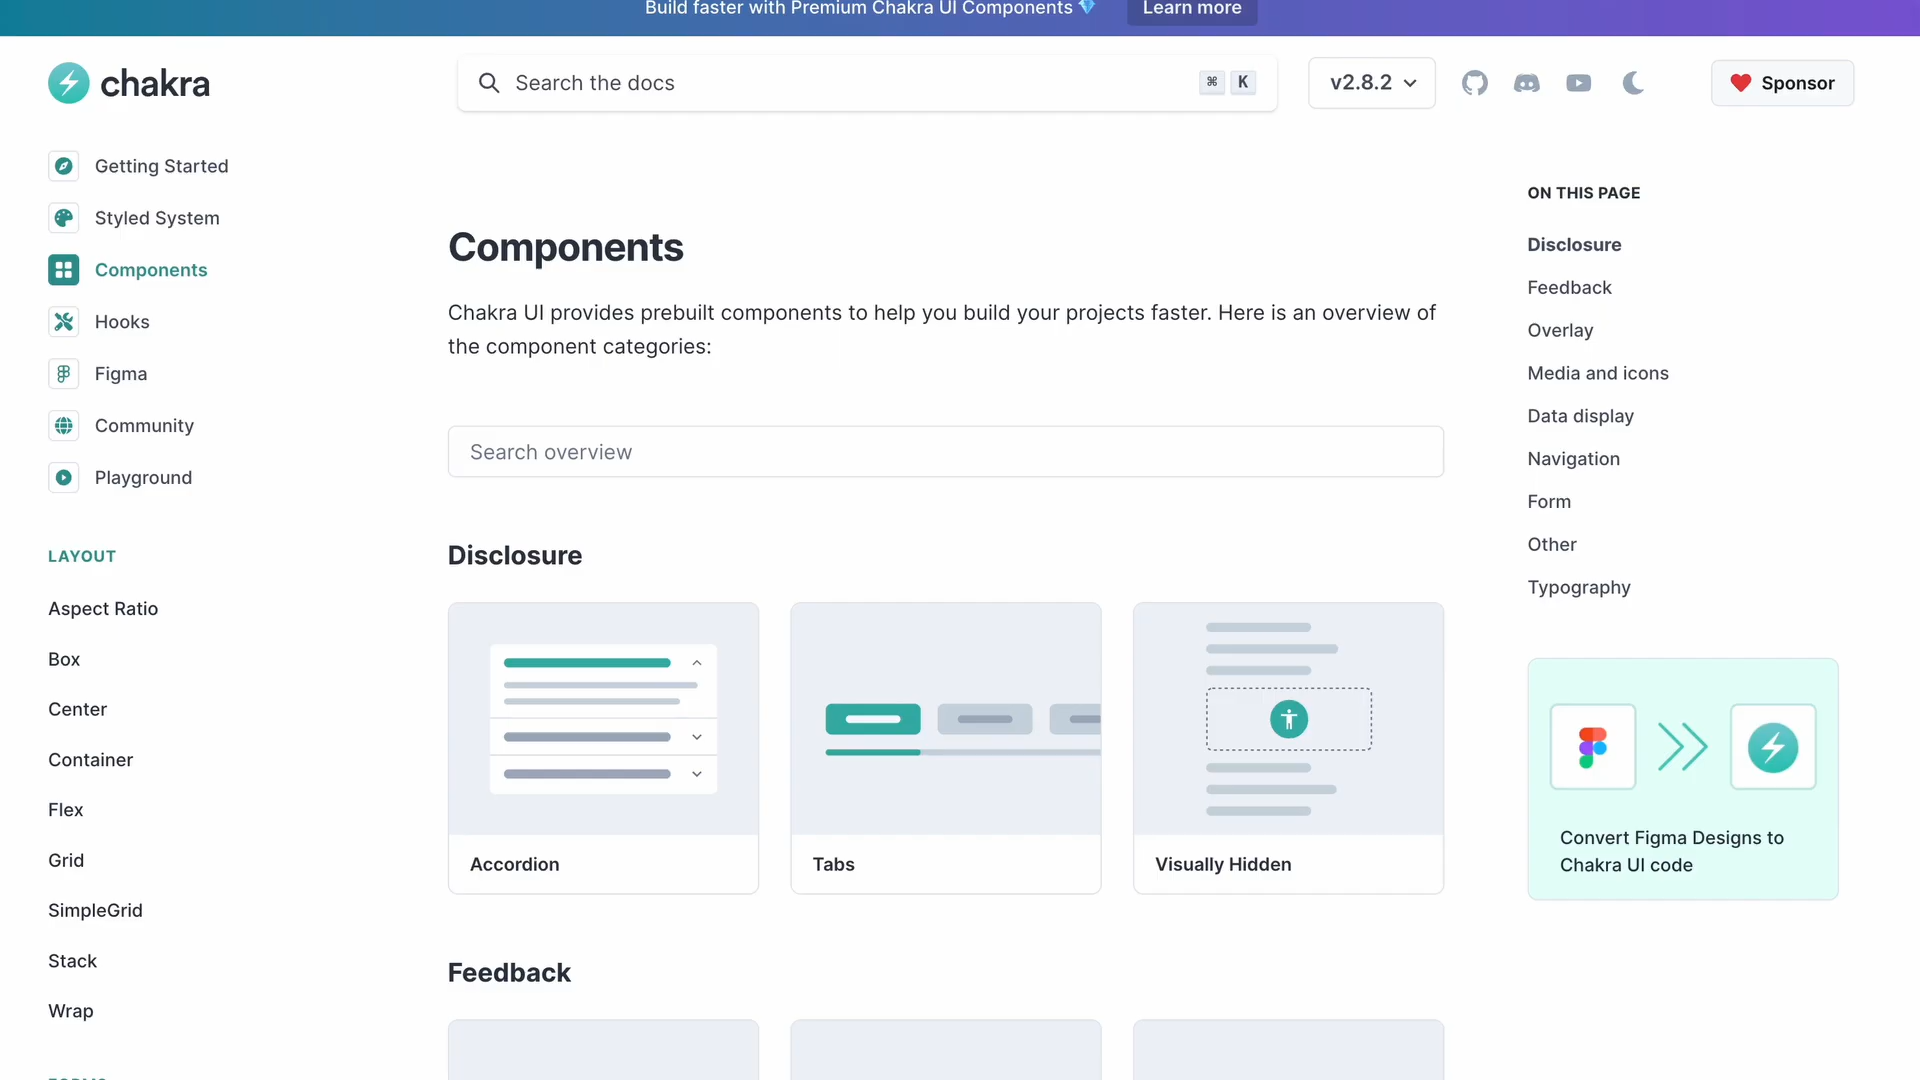 Build faster with Premium Chakra UI Components 💎
Learn more
chakra
Search the docs
⌘ K
v2.8.2
Sponsor
Getting Started
Styled System
Components
Hooks
Figma
Community
Playground
LAYOUT
Aspect Ratio
Box
Center
Container
Flex
Grid
SimpleGrid
Stack
Wrap
Components
Chakra UI provides prebuilt components to help you build your projects faster. Here is an overview of
the component categories:
Search overview
Disclosure
Accordion
Tabs
Visually Hidden
Feedback
ON THIS PAGE
Disclosure
Feedback
Overlay
Media and icons
Data display
Navigation
Form
Other
Typography
Convert Figma Designs to
Chakra UI code